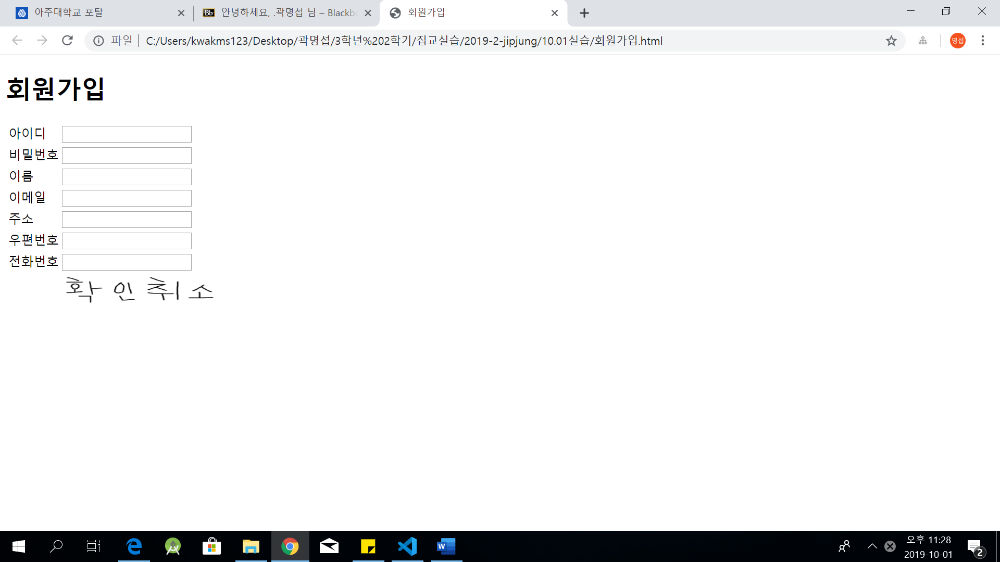 아주대학교 포탈
안녕하세요, .곽명섭 님 – Blackbo
회원가입
파일 | C:/Users/kwakms123/Desktop/곽명섭/3학년%202학기/집교실습/2019-2-jipjung/10.01실습/회원가입.html
명섭
회원가입
아이디
비밀번호
이름
이메일
주소
우편번호
전화번호
확인 취소
오후 11:28
2019-10-01
2